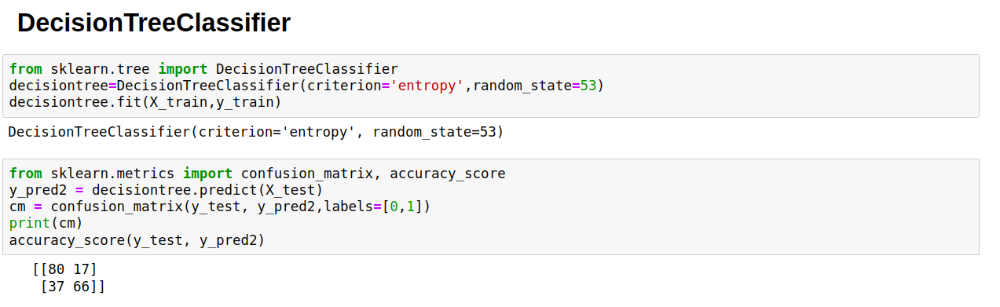 DecisionTreeClassifier
from sklearn.tree import DecisionTreeClassifier
decisiontree=DecisionTreeClassifier(criterion='entropy',random_state=53)
decisiontree.fit(X_train,y_train)
DecisionTreeClassifier(criterion='entropy', random_state=53)
from sklearn.metrics import confusion_matrix, accuracy_score
y_pred2 = decisiontree.predict(X_test)
cm = confusion_matrix(y_test, y_pred2,labels=[0,1])
print(cm)
accuracy_score(y_test, y_pred2)
[[80 17]
 [37 66]]